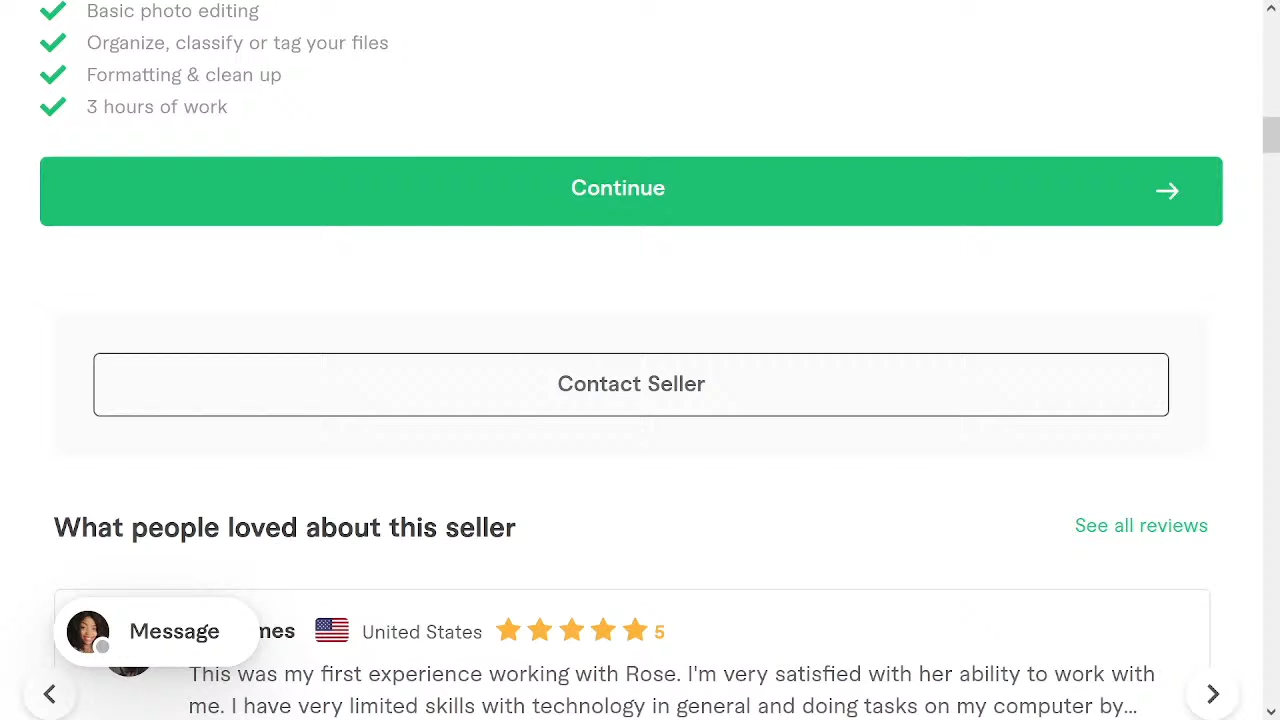 Basic photo editing
Organize, classify or tag your files
Formatting & clean up
3 hours of work
Continue
Contact Seller
What people loved about this seller
See all reviews
Message
mes United States 5
This was my first experience working with Rose. I'm very satisfied with her ability to work with
me. I have very limited skills with technology in general and doing tasks on my computer by...